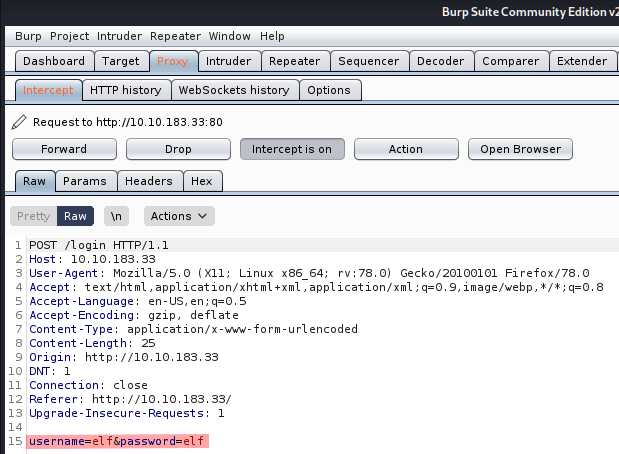 Burp Suite Community Edition v2
Burp Project Intruder Repeater Window Help
Dashboard Target Proxy Intruder Repeater Sequencer Decoder Comparer Extender
Intercept HTTP history WebSockets history Options
Request to http://10.10.183.33:80
Forward Drop Intercept is on Action Open Browser
Raw Params Headers Hex
Pretty Raw \n Actions
1 POST /login HTTP/1.1
2 Host: 10.10.183.33
3 User-Agent: Mozilla/5.0 (X11; Linux x86_64; rv:78.0) Gecko/20100101 Firefox/78.0
4 Accept: text/html,application/xhtml+xml,application/xml;q=0.9,image/webp,*/*;q=0.8
5 Accept-Language: en-US,en;q=0.5
6 Accept-Encoding: gzip, deflate
7 Content-Type: application/x-www-form-urlencoded
8 Content-Length: 25
9 Origin: http://10.10.183.33
10 DNT: 1
11 Connection: close
12 Referer: http://10.10.183.33/
13 Upgrade-Insecure-Requests: 1
14
15 username=elf&password=elf